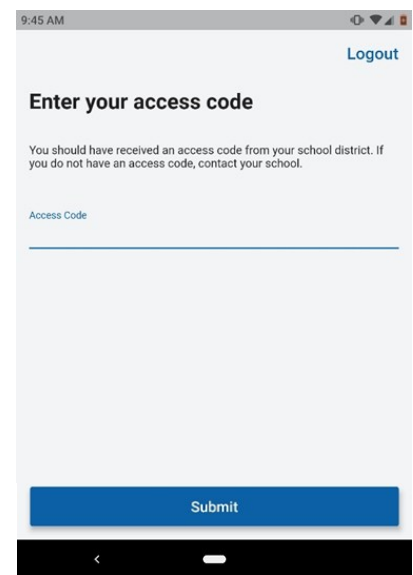 9:45 AM
Logout
Enter your access code
You should have received an access code from your school district. If
you do not have an access code, contact your school.
Access Code
Submit